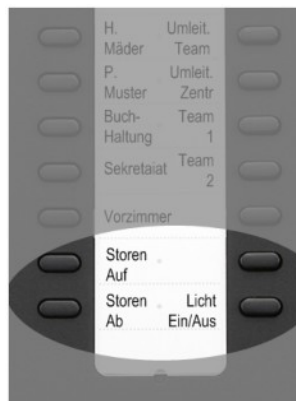 H. Umleit.
Mäder Team
P. Umleit.
Muster Zentr
Buch- Team
Haltung 1
Sekretaiat Team
2
Vorzimmer
Storen
Auf
Storen Licht
Ab Ein/Aus